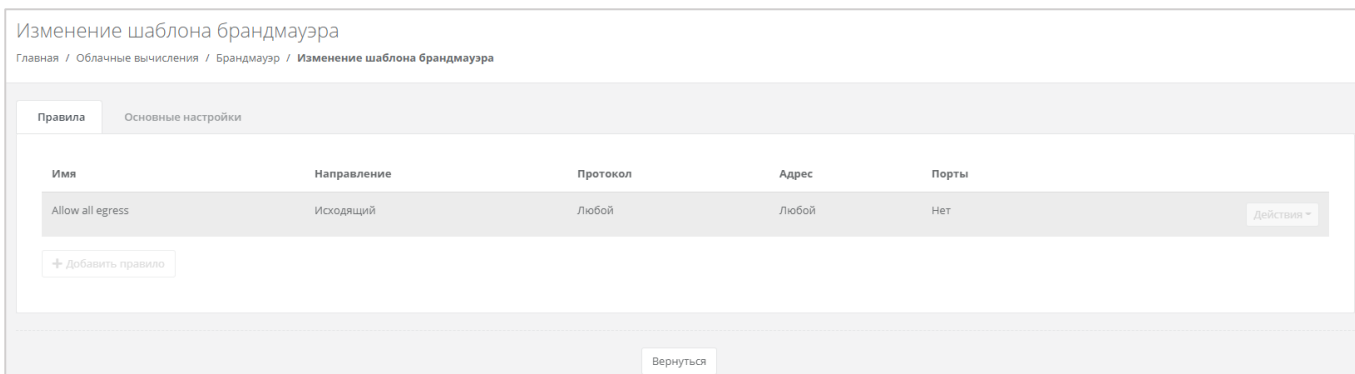 Изменение шаблона брандмауэра
Главная / Облачные вычисления / Брандмауэр / Изменение шаблона брандмауэра
Правила Основные настройки
Имя Направление Протокол Адрес Порты
Allow all egress Исходящий Любой Любой Нет Действия
+ Добавить правило
Вернуться